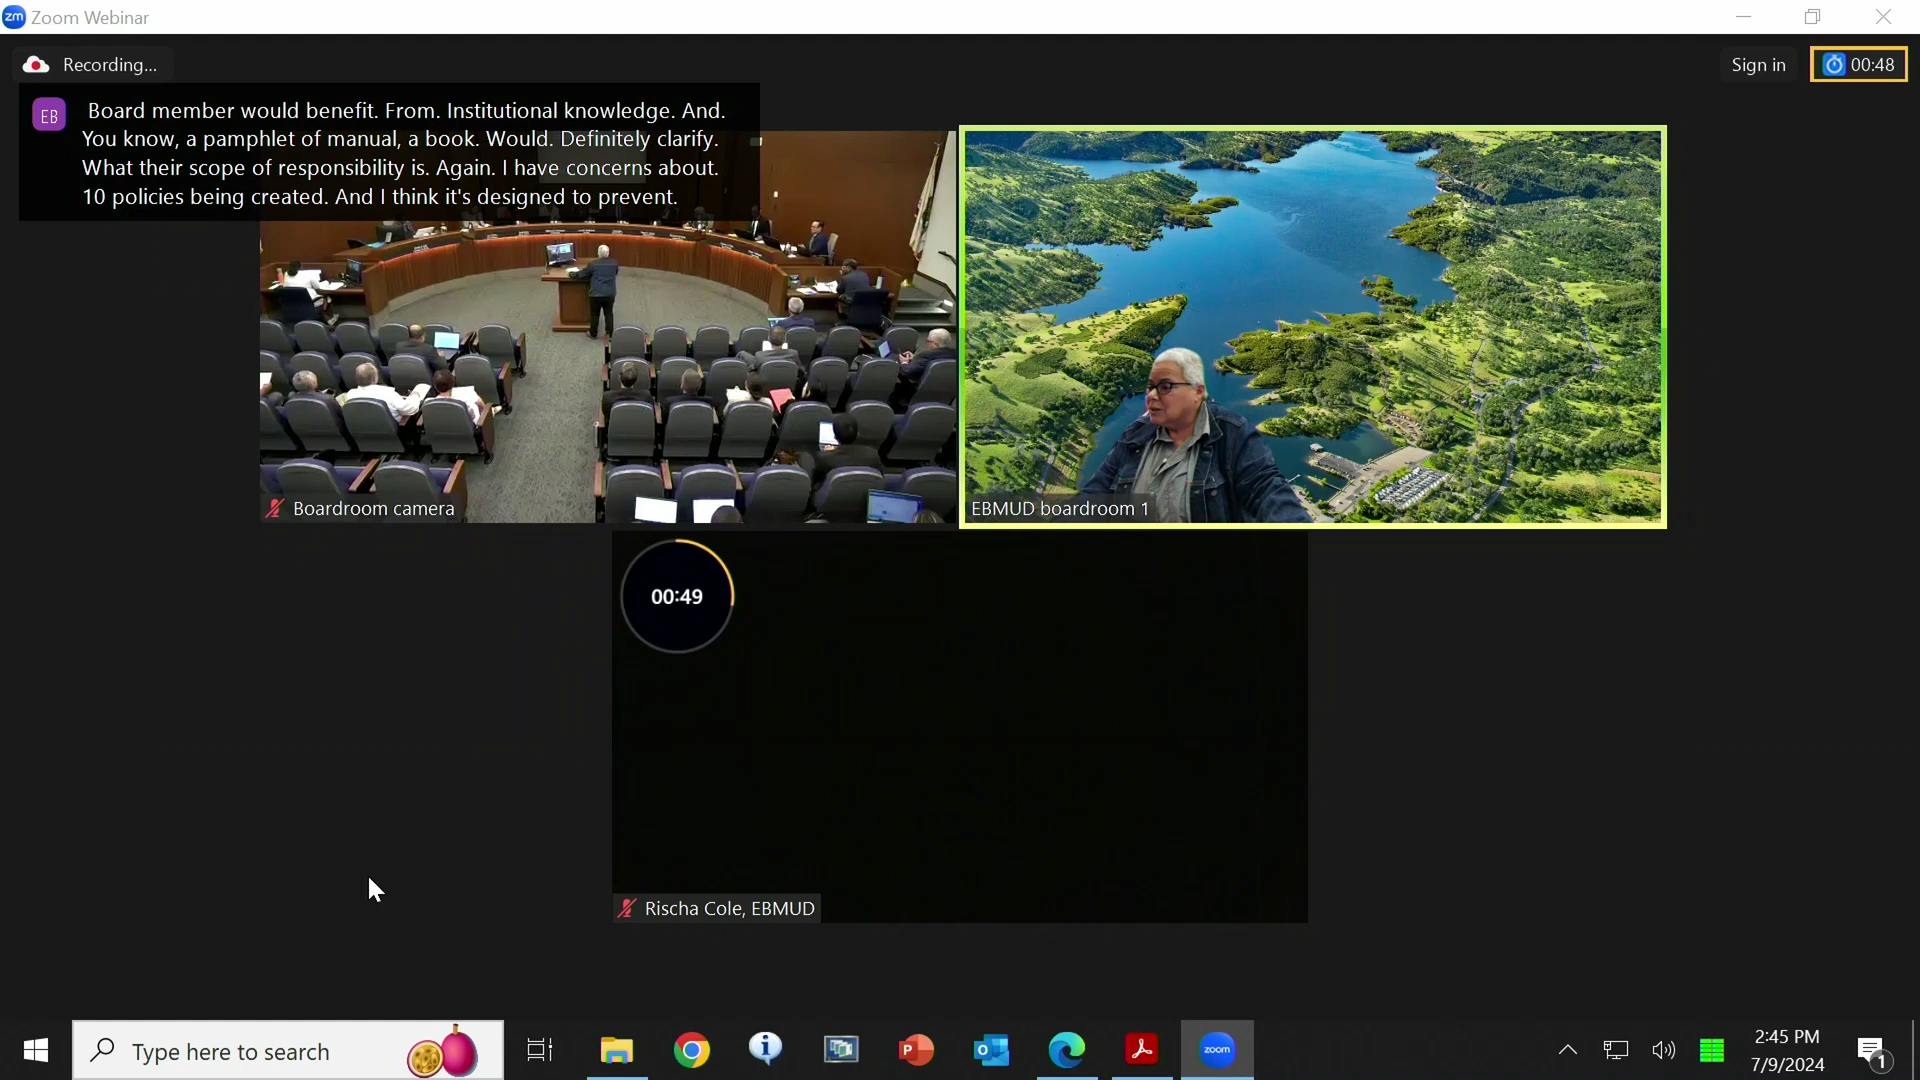 zm Zoom Webinar
Recording...
Sign in
00:48
EB
Board member would benefit. From. Institutional knowledge. And.
You know, a pamphlet of manual, a book. Would. Definitely clarify.
What their scope of responsibility is. Again. I have concerns about.
10 policies being created. And I think it's designed to prevent.
Boardroom camera
EBMUD boardroom 1
00:49
Rischa Cole, EBMUD
Type here to search
zoom
2:45 PM
7/9/2024
1